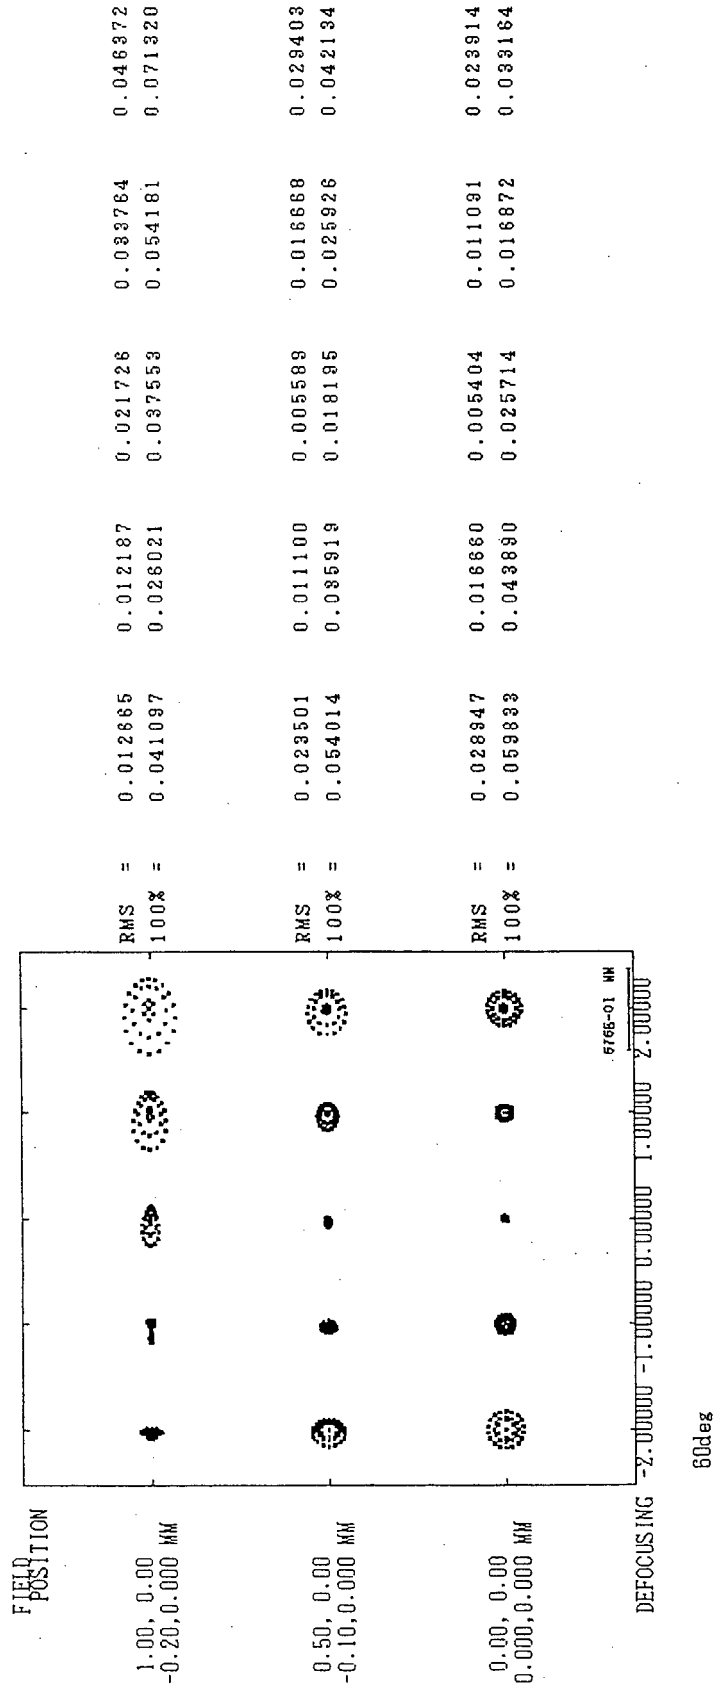 FIELD
POSITION
1.00, 0.00
-0.20,0.000 MM
RMS = 0.012665 0.012187 0.021726 0.033764 0.046372
100% = 0.041097 0.026021 0.037553 0.054181 0.071320
0.50, 0.00
-0.10,0.000 MM
RMS = 0.023501 0.011100 0.005589 0.016668 0.029403
100% = 0.054014 0.035919 0.018195 0.025926 0.042134
0.00, 0.00
0.000,0.000 MM
RMS = 0.028947 0.016660 0.005404 0.011091 0.023914
100% = 0.059833 0.043890 0.025714 0.016872 0.033164
.676E-01 MM
DEFOCUSING -2.00000 -1.00000 0.00000 1.00000 2.00000
60deg